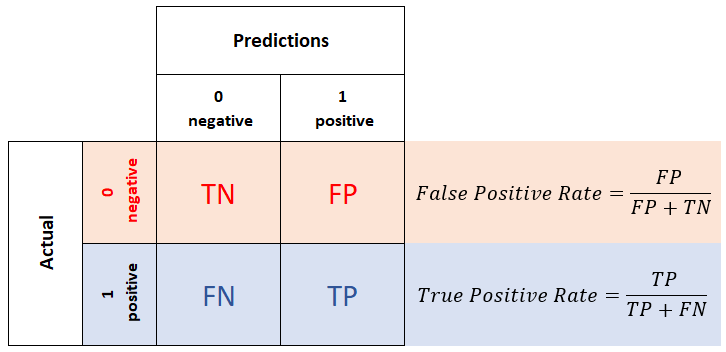 Predictions
0
negative
1
positive
Actual
0
negative
TN
FP
False Positive Rate = FP / FP + TN
1
positive
FN
TP
True Positive Rate = TP / TP + FN